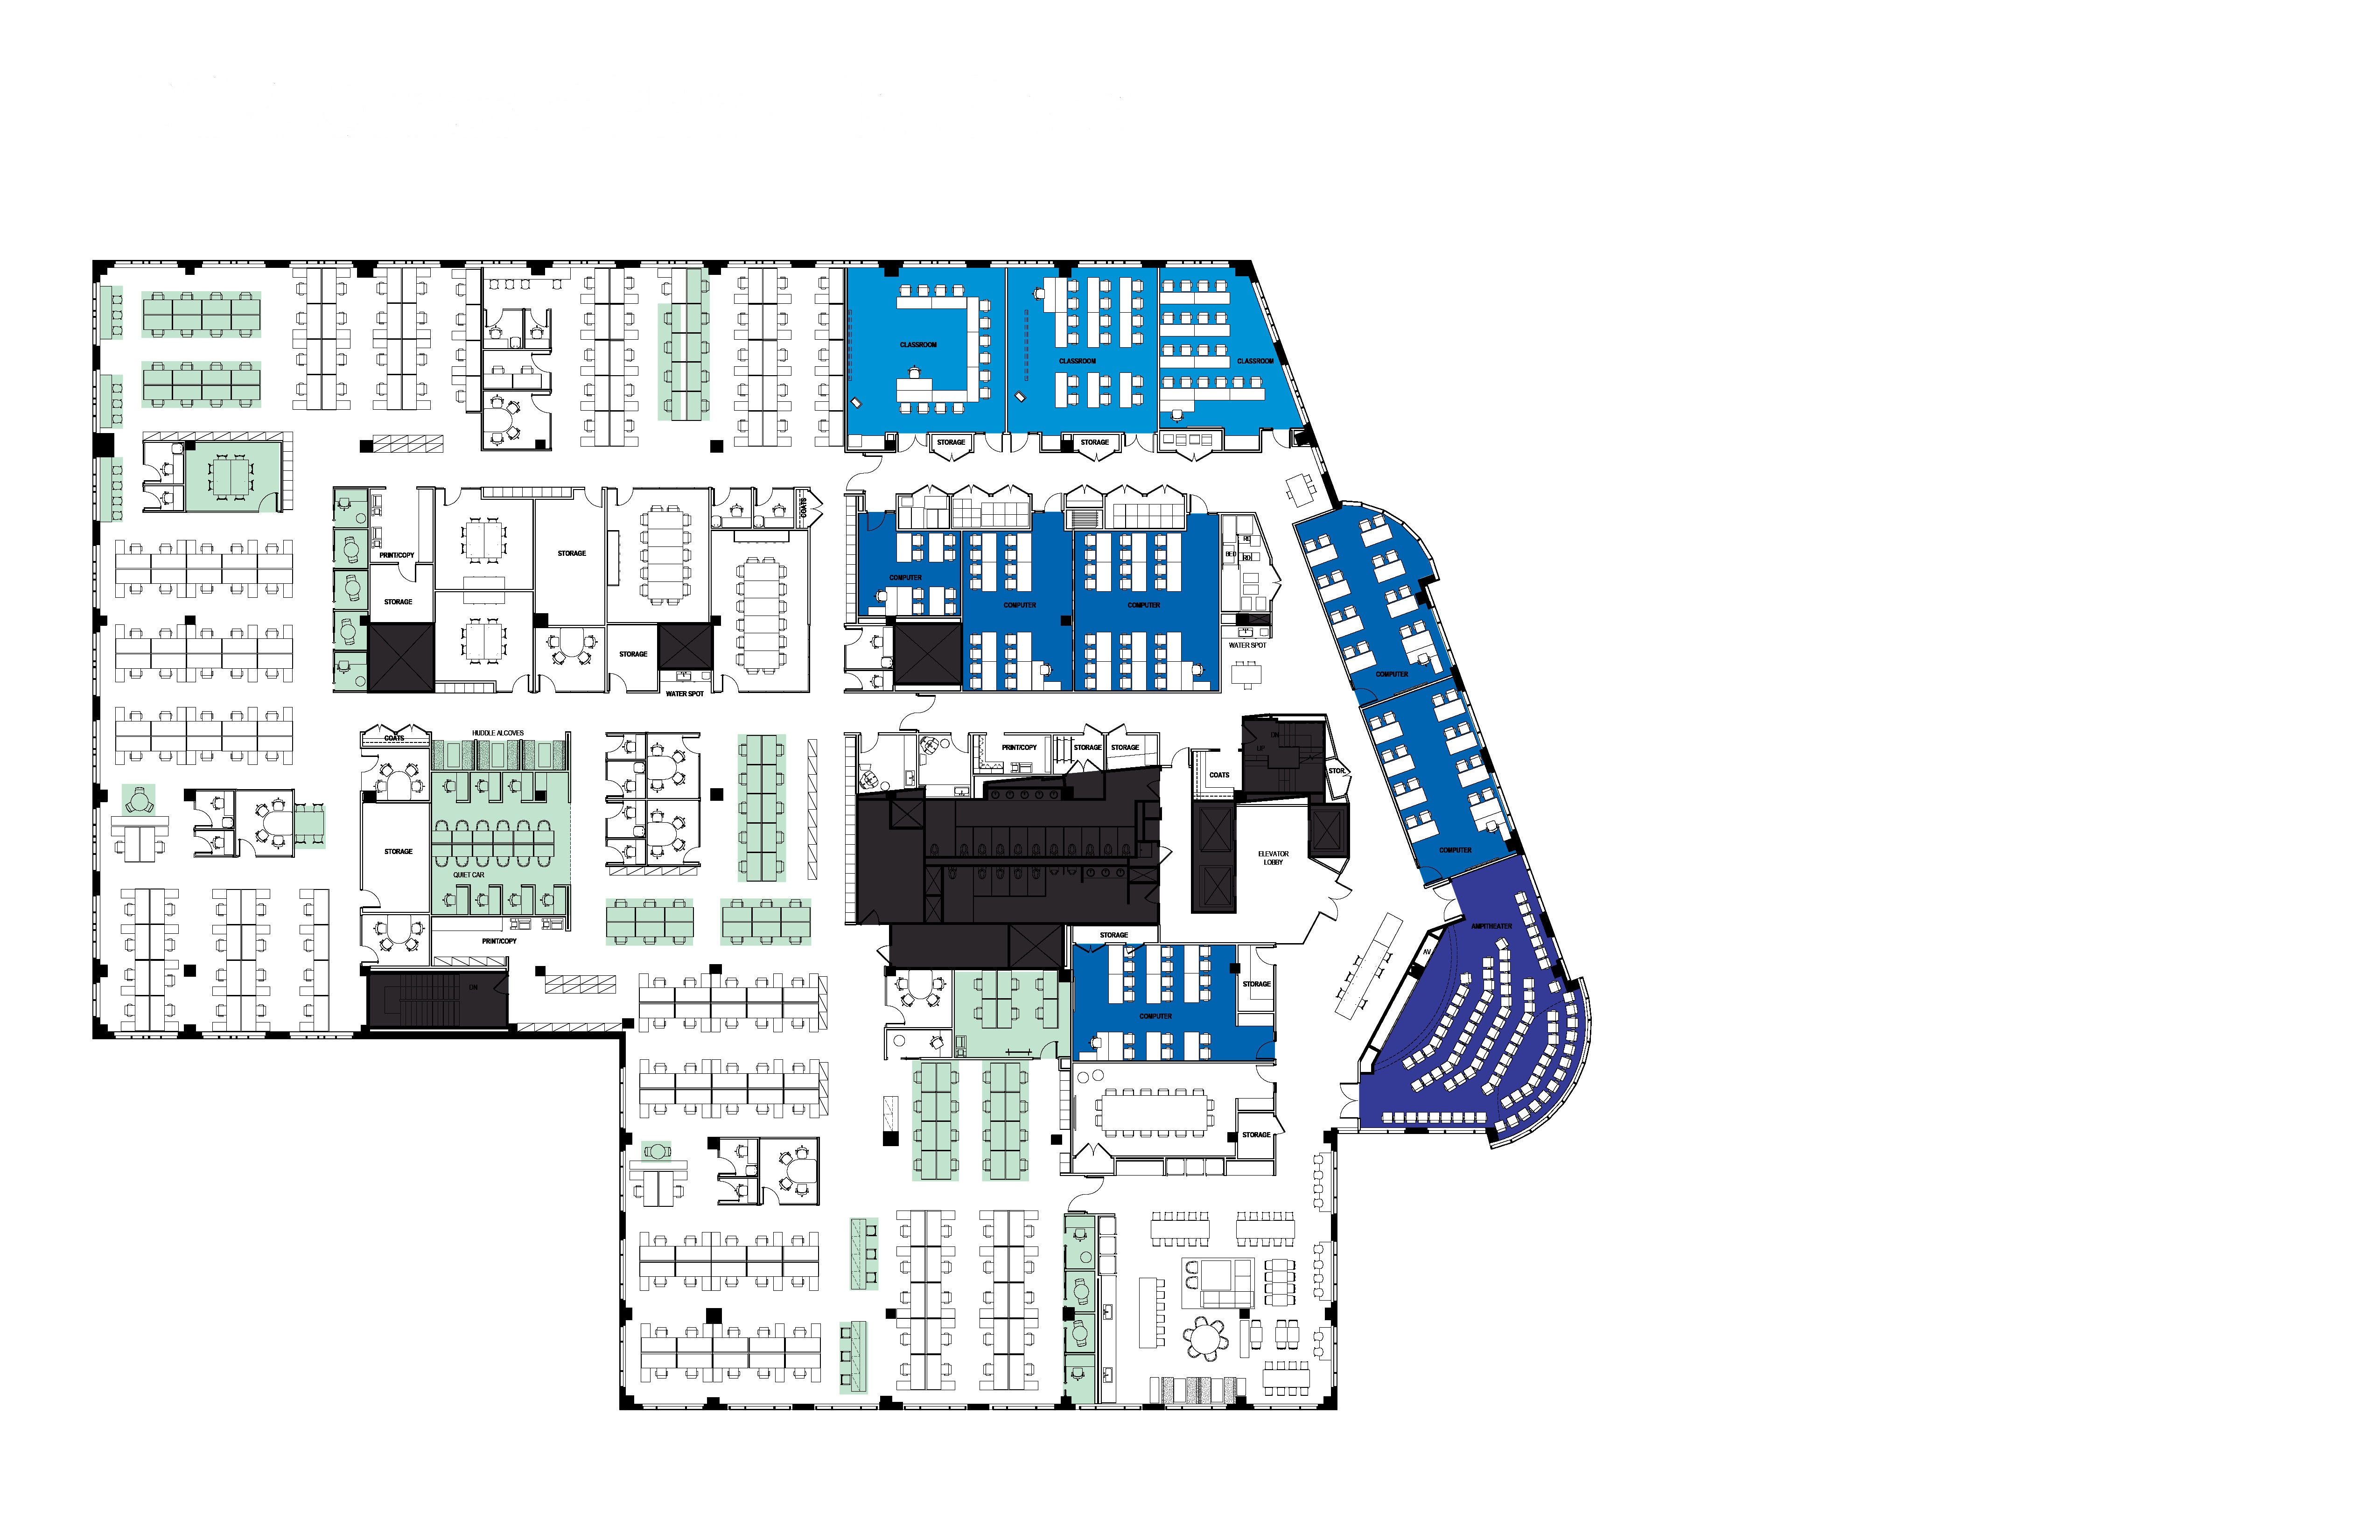 CLASSROOM
CLASSROOM
CLASSROOM
STORAGE
STORAGE
COATS
PRINT/COPY
STORAGE
STORAGE
STORAGE
WATER SPOT
COMPUTER
COMPUTER
COMPUTER
BED
WATER SPOT
COMPUTER
COMPUTER
COATS
HUDDLE ALCOVES
STORAGE
QUIET CAR
PRINT/COPY
DN
PRINT/COPY
STORAGE
STORAGE
COATS
DN
UP
STOR.
ELEVATOR
LOBBY
AMPITHEATER
AV
STORAGE
COMPUTER
STORAGE
STORAGE